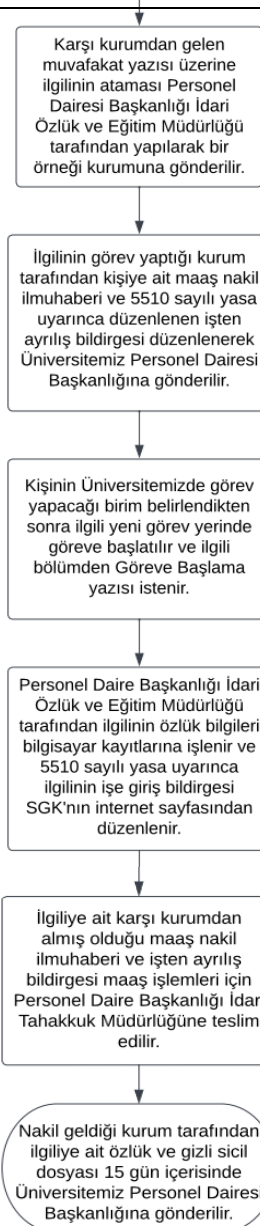 Karşı kurumdan gelen
muvafakat yazısı üzerine
ilgilinin ataması Personel
Dairesi Başkanlığı İdari
Özlük ve Eğitim Müdürlüğü
tarafından yapılarak bir
örneği kurumuna gönderilir.
İlgilinin görev yaptığı kurum
tarafından kişiye ait maaş nakil
ilmuhaberi ve 5510 sayılı yasa
uyarınca düzenlenen işten
ayrılış bildirgesi düzenlenerek
Üniversitemiz Personel Dairesi
Başkanlığına gönderilir.
Kişinin Üniversitemizde görev
yapacağı birim belirlendikten
sonra ilgili yeni görev yerinde
göreve başlatılır ve ilgili
bölümden Göreve Başlama
yazısı istenir.
Personel Daire Başkanlığı İdari
Özlük ve Eğitim Müdürlüğü
tarafından ilgilinin özlük bilgileri
bilgisayar kayıtlarına işlenir ve
5510 sayılı yasa uyarınca
ilgilinin işe giriş bildirgesi
SGK'nın internet sayfasından
düzenlenir.
İlgiliye ait karşı kurumdan
almış olduğu maaş nakil
ilmuhaberi ve işten ayrılış
bildirgesi maaş işlemleri için
Personel Daire Başkanlığı İdar
Tahakkuk Müdürlüğüne teslim
edilir.
Nakil geldiği kurum tarafından
ilgiliye ait özlük ve gizli sicil
dosyası 15 gün içerisinde
Üniversitemiz Personel Dairesi
Başkanlığına gönderilir.